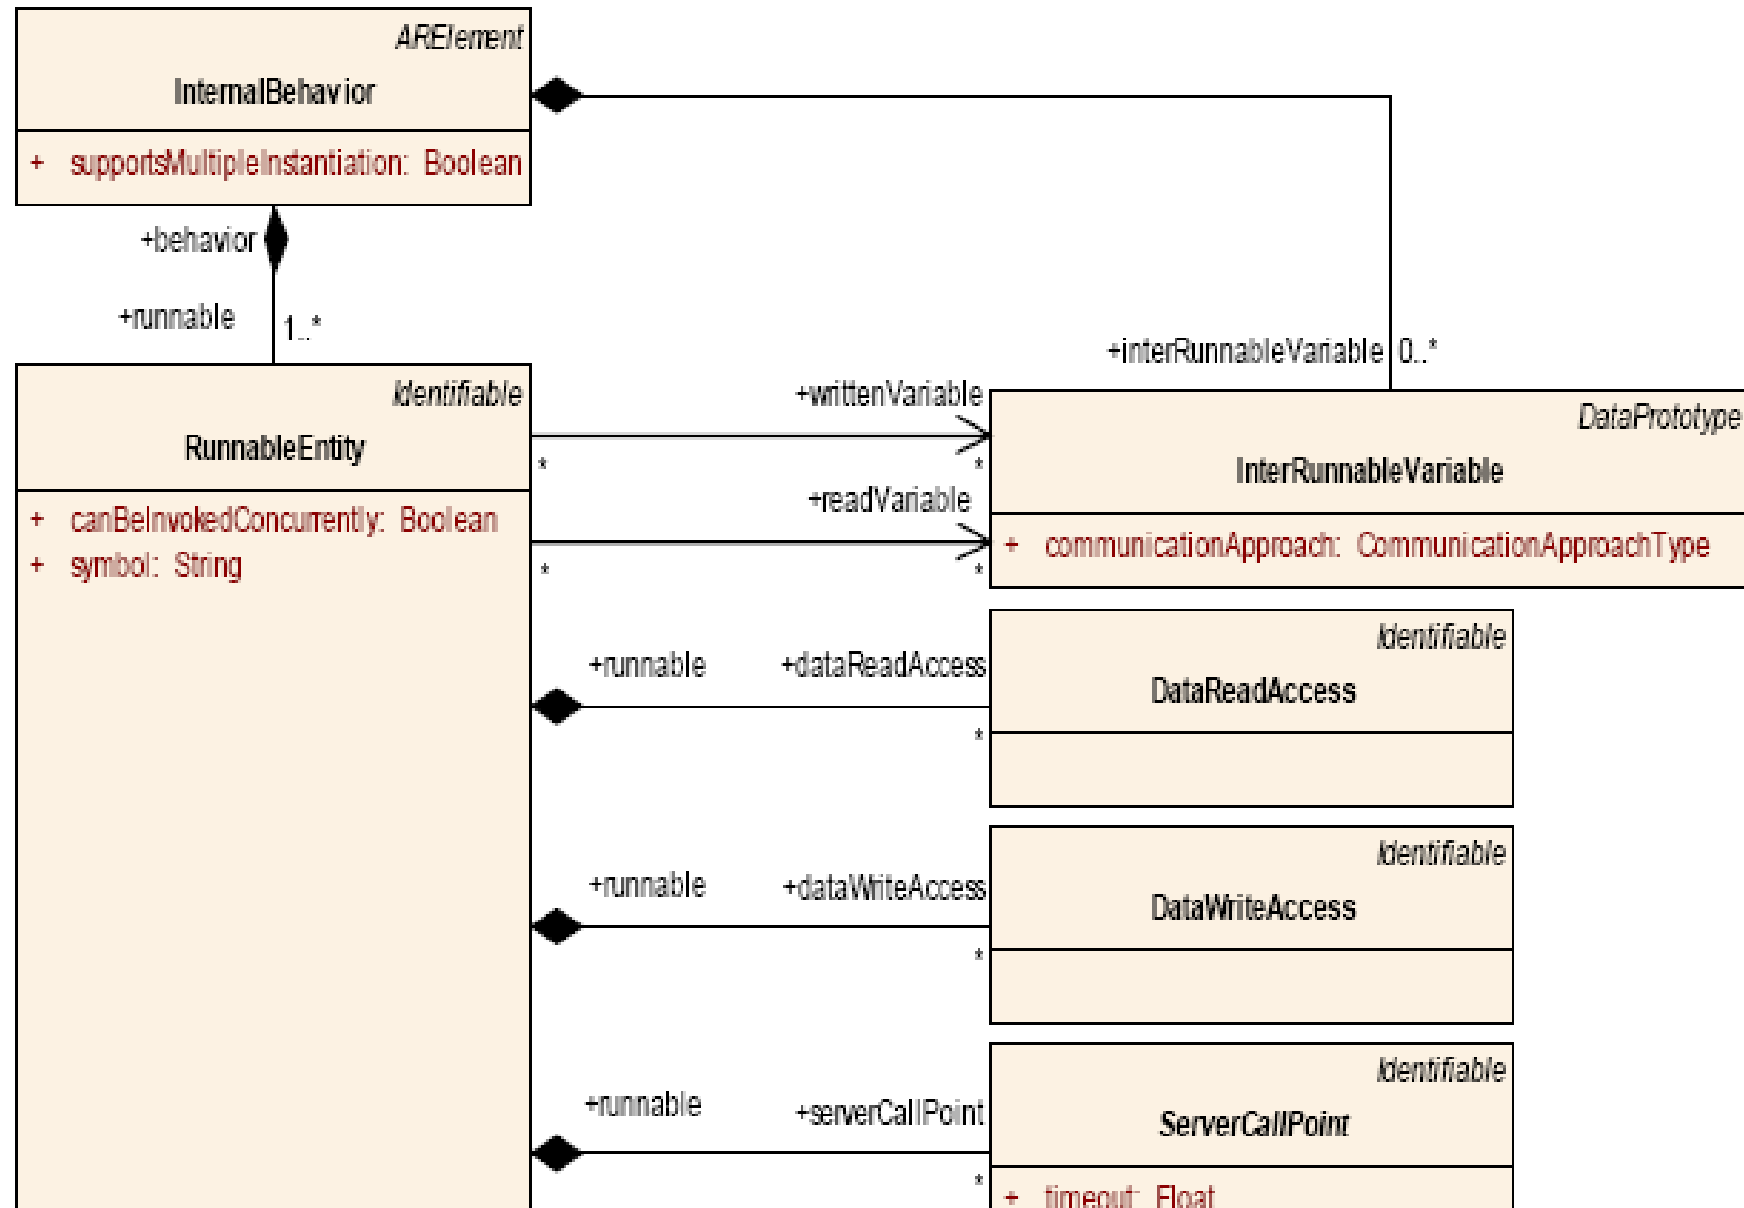 ARElement
InternalBehavior
+ supportsMultipleInstantiation: Boolean
+behavior
+runnable
1..*
+interRunnableVariable 0..*
Identifiable
RunnableEntity
+ canBeInvokedConcurrently: Boolean
+ symbol: String
+writtenVariable
* *
+readVariable
* *
DataPrototype
InterRunnableVariable
+ communicationApproach: CommunicationApproachType
+runnable +dataReadAccess
*
Identifiable
DataReadAccess
+runnable +dataWriteAccess
*
Identifiable
DataWriteAccess
+runnable +serverCallPoint
*
Identifiable
ServerCallPoint
+ timeout: Float